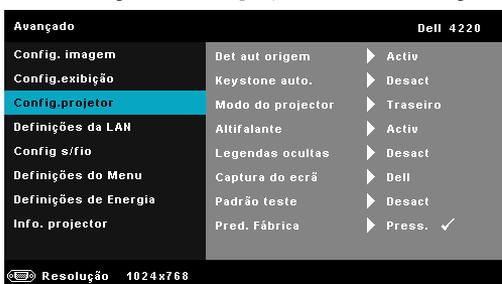 Avançado Dell 4220
Config. imagem Det aut origem Activ
Config.exibição Keystone auto. Desact
Config.projetor Modo do projector Traseiro
Definições da LAN Altifalante Activ
Config s/fio Legendas ocultas Desact
Definições do Menu Captura do ecrã Dell
Definições de Energia Padrão teste Desact
Info. projector Pred. Fábrica Press. ✓
Resolução 1024x768